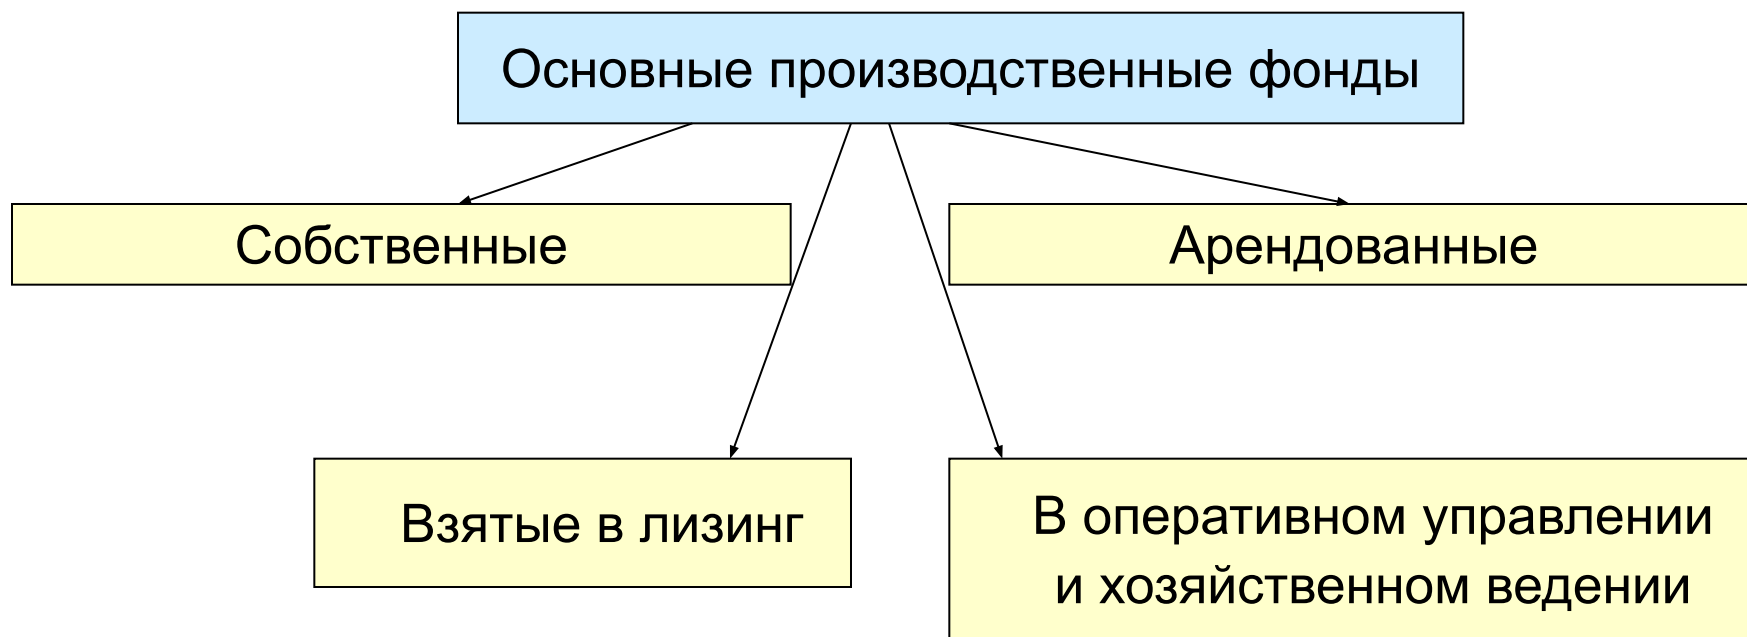 Основные производственные фонды
Собственные
Арендованные
Взятые в лизинг
В оперативном управлении
и хозяйственном ведении